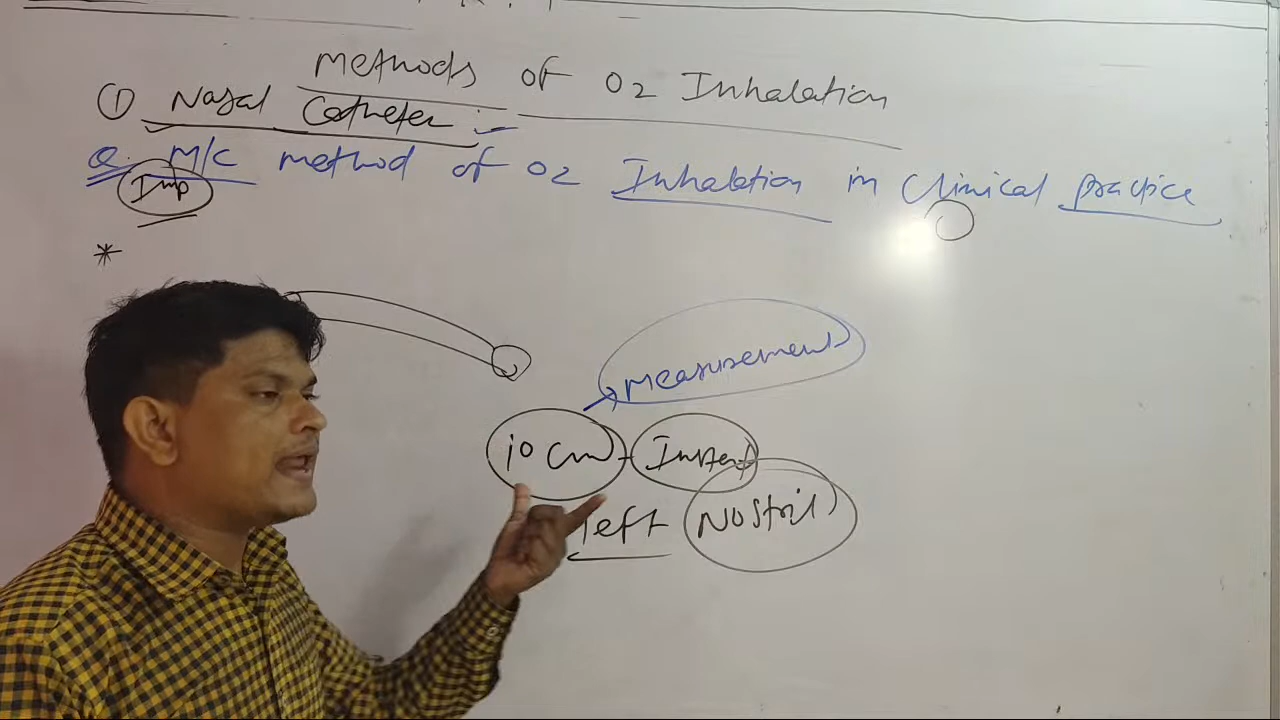 Methods of O2 Inhalation
① Nasal Catheter :-
Q. M/C method of O2 Inhalation in Clinical practice
Imp
*
Measurement
10 Cm - Insert
left Nostril